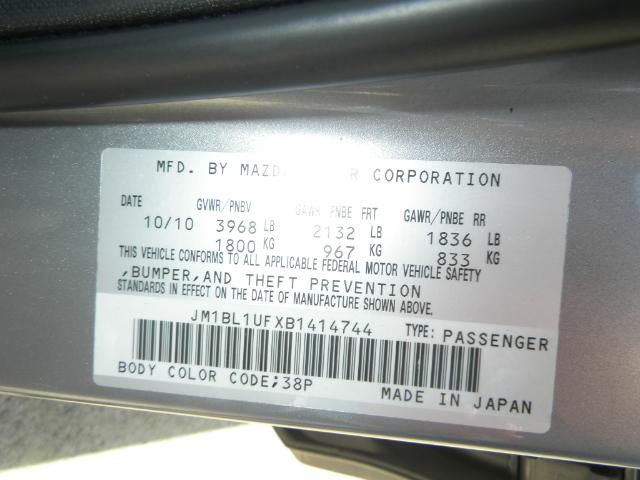 MFD. BY MAZD R CORPORATION
DATE GVWR/PNBV GAWR/PNBE FRT GAWR/PNBE RR
10/10 3968 LB 2132 LB 1836 LB
1800 KG 967 KG 833 KG
THIS VEHICLE CONFORMS TO ALL APPLICABLE FEDERAL MOTOR VEHICLE SAFETY
,BUMPER,AND THEFT PREVENTION
STANDARDS IN EFFECT ON THE DATE OF MANUFACTURE SHOWN ABOVE.
JM1BL1UFXB1414744 TYPE: PASSENGER
BODY COLOR CODE;38P MADE IN JAPAN